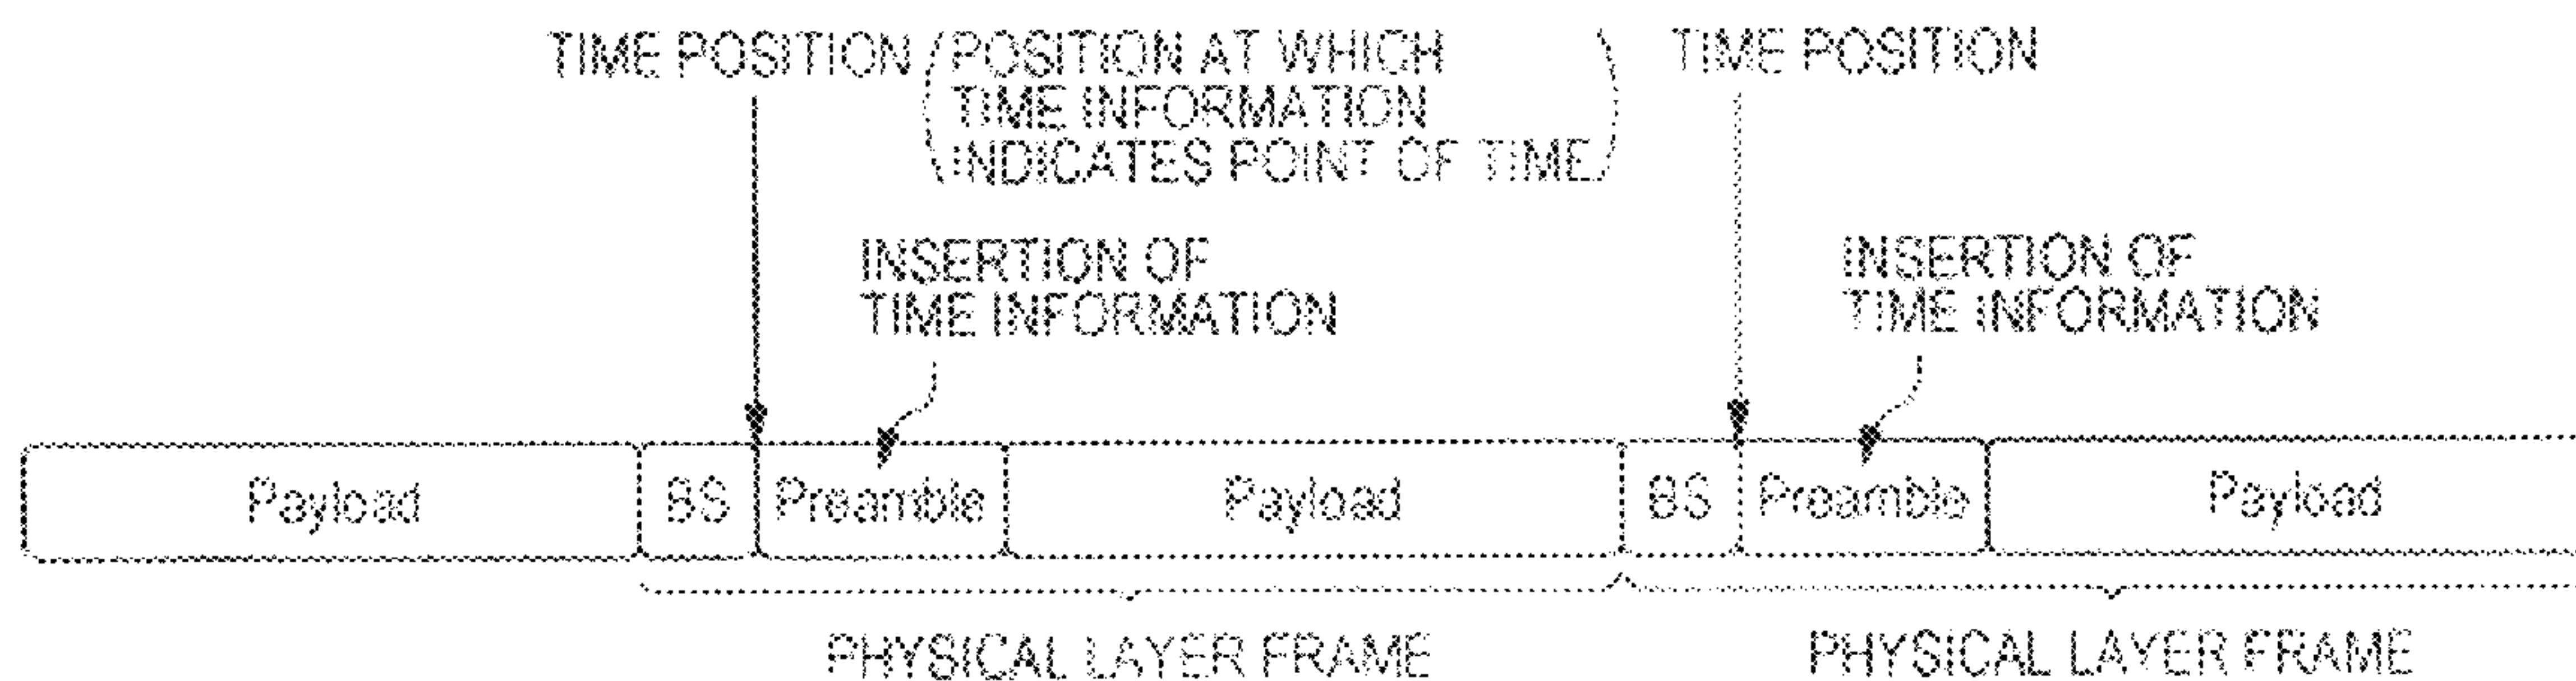 TIME POSITION
(POSITION AT WHICH
TIME INFORMATION
INDICATES POINT OF TIME)
TIME POSITION
INSERTION OF
TIME INFORMATION
INSERTION OF
TIME INFORMATION
Payload BS Preamble Payload BS Preamble Payload
PHYSICAL LAYER FRAME PHYSICAL LAYER FRAME